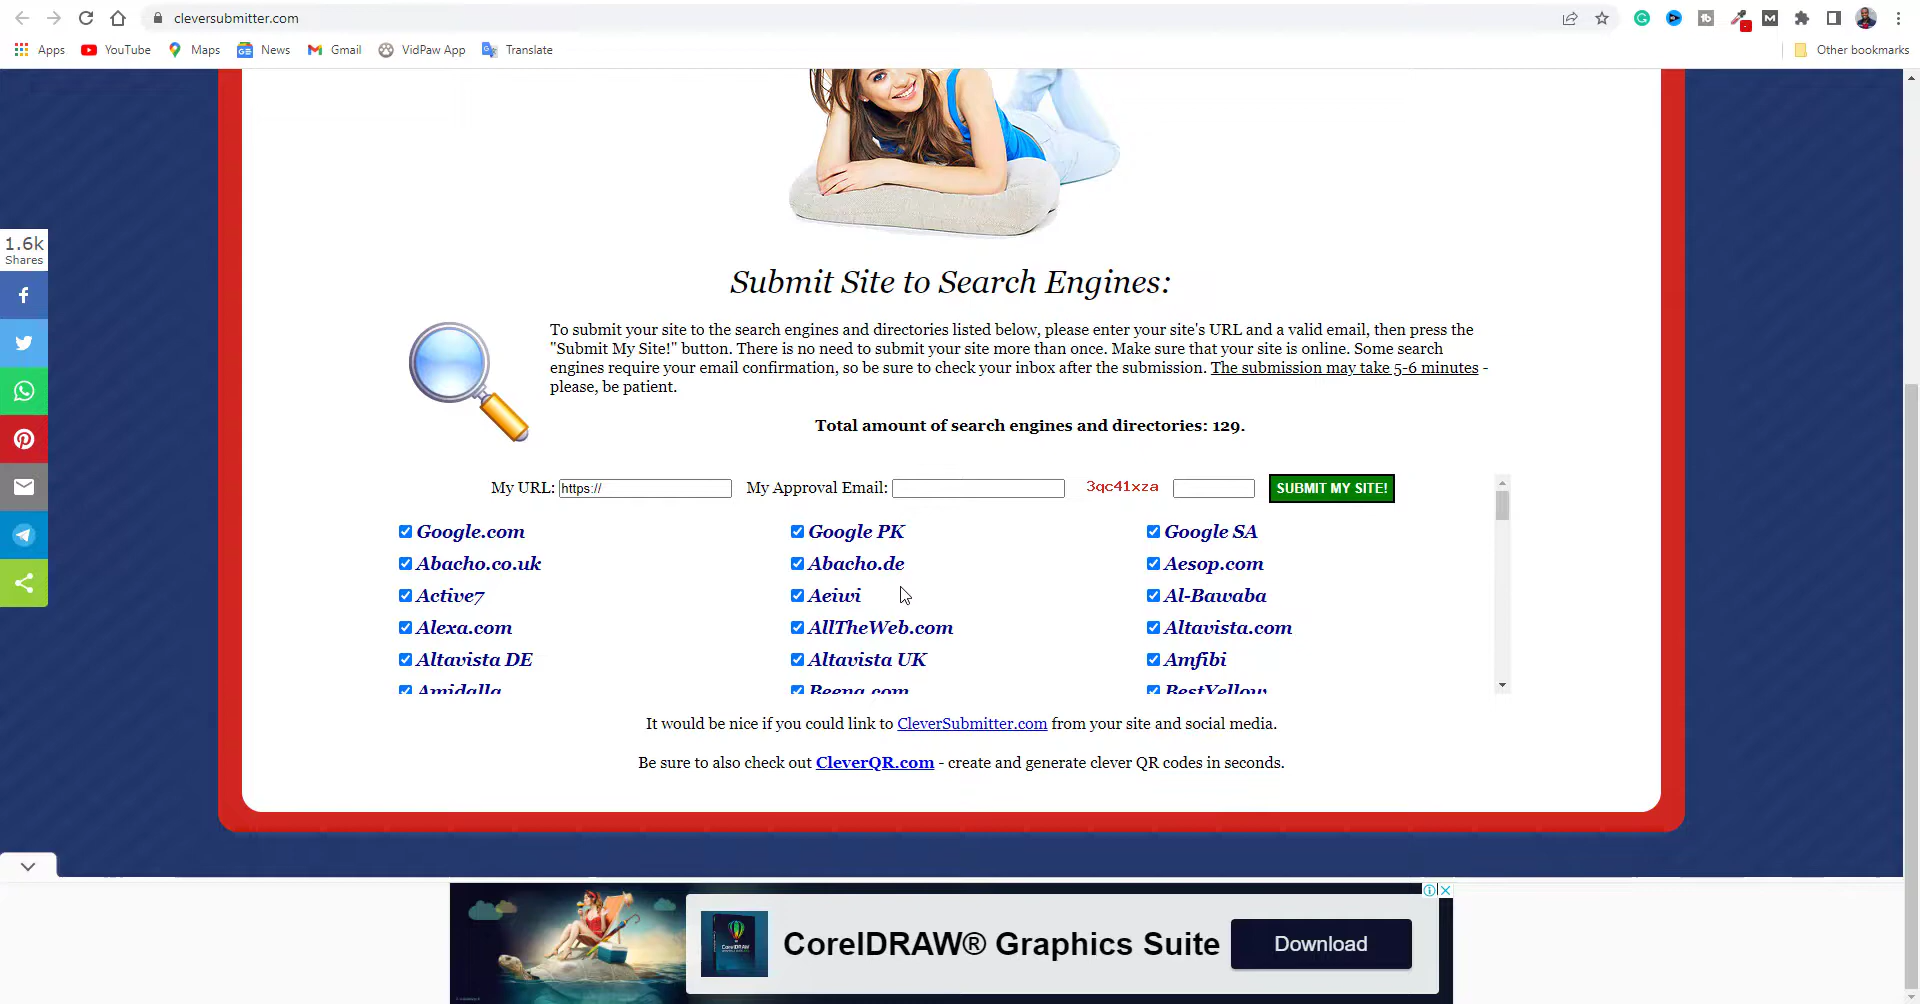 cleversubmitter.com
Apps YouTube Maps News Gmail VidPaw App Translate Other bookmarks
1.6k
Shares
Submit Site to Search Engines:
To submit your site to the search engines and directories listed below, please enter your site's URL and a valid email, then press the
"Submit My Site!" button. There is no need to submit your site more than once. Make sure that your site is online. Some search
engines require your email confirmation, so be sure to check your inbox after the submission. The submission may take 5-6 minutes -
please, be patient.
Total amount of search engines and directories: 129.
My URL: https:// My Approval Email: 3qc41xza SUBMIT MY SITE!
Google.com Google PK Google SA
Abacho.co.uk Abacho.de Aesop.com
Active7 Aeiwi Al-Bawaba
Alexa.com AllTheWeb.com Altavista.com
Altavista DE Altavista UK Amfibi
Amidalla Beena.com BestYellow
It would be nice if you could link to CleverSubmitter.com from your site and social media.
Be sure to also check out CleverQR.com - create and generate clever QR codes in seconds.
CorelDRAW® Graphics Suite Download